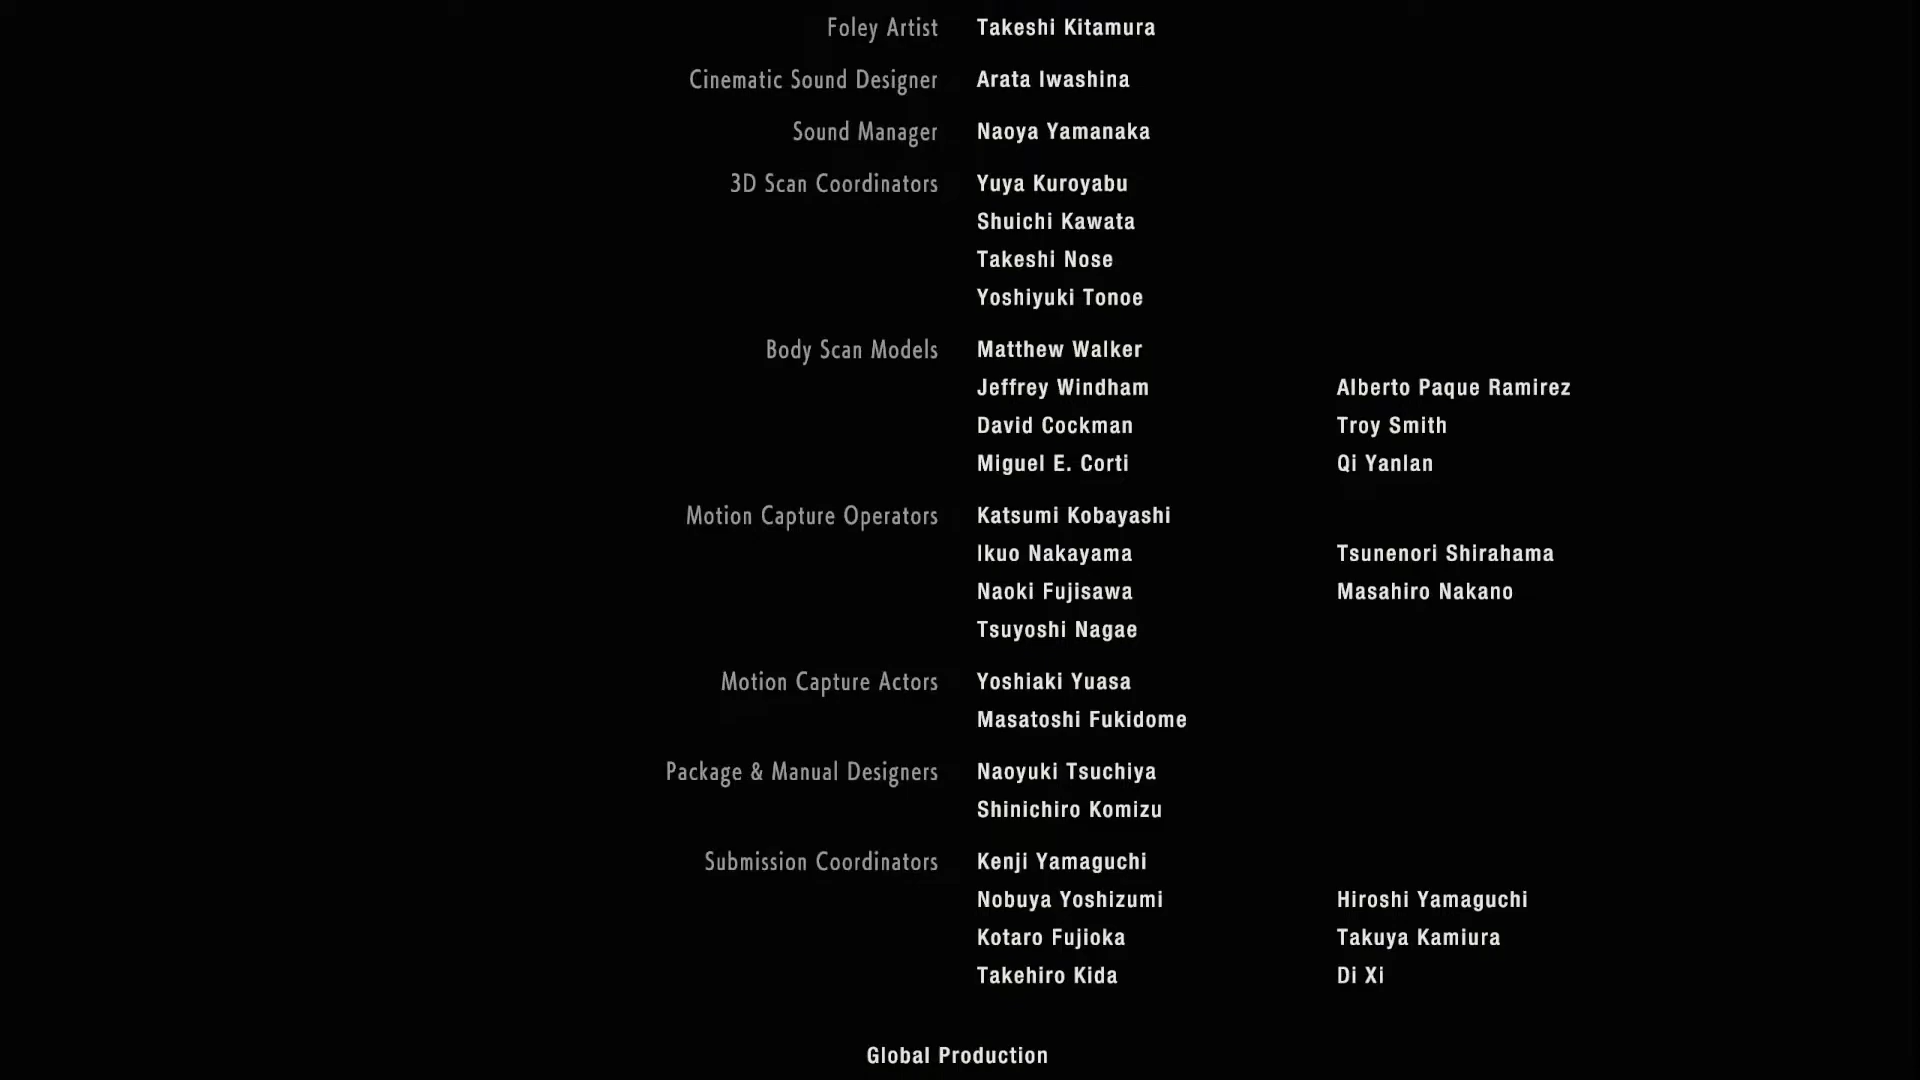 Foley Artist Takeshi Kitamura
Cinematic Sound Designer Arata Iwashina
Sound Manager Naoya Yamanaka
3D Scan Coordinators Yuya Kuroyabu
Shuichi Kawata
Takeshi Nose
Yoshiyuki Tonoe
Body Scan Models Matthew Walker
Jeffrey Windham Alberto Paque Ramirez
David Cockman Troy Smith
Miguel E. Corti Qi Yanlan
Motion Capture Operators Katsumi Kobayashi
Ikuo Nakayama Tsunenori Shirahama
Naoki Fujisawa Masahiro Nakano
Tsuyoshi Nagae
Motion Capture Actors Yoshiaki Yuasa
Masatoshi Fukidome
Package & Manual Designers Naoyuki Tsuchiya
Shinichiro Komizu
Submission Coordinators Kenji Yamaguchi
Nobuya Yoshizumi Hiroshi Yamaguchi
Kotaro Fujioka Takuya Kamiura
Takehiro Kida Di Xi
Global Production